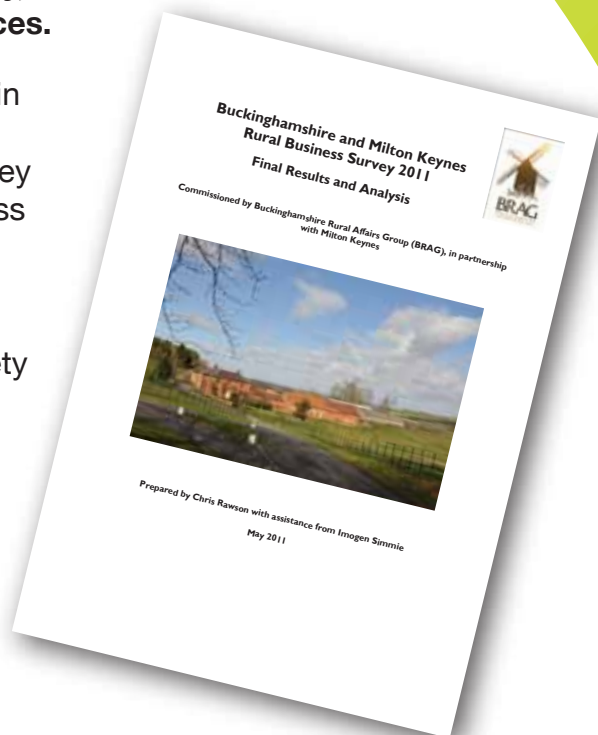 ces.
in
ey
ss
ety
Buckinghamshire and Milton Keynes
Rural Business Survey 2011
Final Results and Analysis
BRAG
Commissioned by Buckinghamshire Rural Affairs Group (BRAG), in partnership
with Milton Keynes
Prepared by Chris Rawson with assistance from Imogen Simmie
May 2011